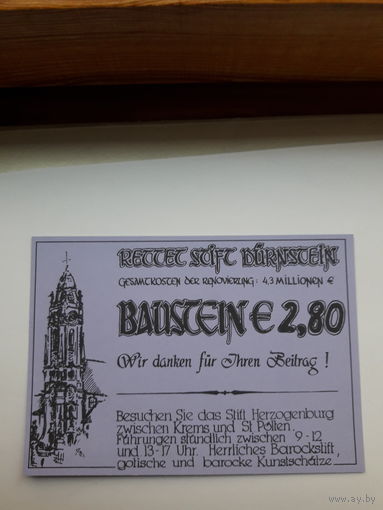 RETTET STIFT DÜRNSTEIN
GESAMTKOSTEN DER RENOVIERUNG: 4,3 MILLIONEN €
BAUSTEIN € 2,80
Wir danken für Ihren Beitrag !
Besuchen Sie das Stift Herzogenburg
zwischen Krems und St. Pölten.
Führungen stündlich zwischen 9-12
und 13-17 Uhr. Herrliches Barockstift,
gotische und barocke Kunstschätze
www.ay.by